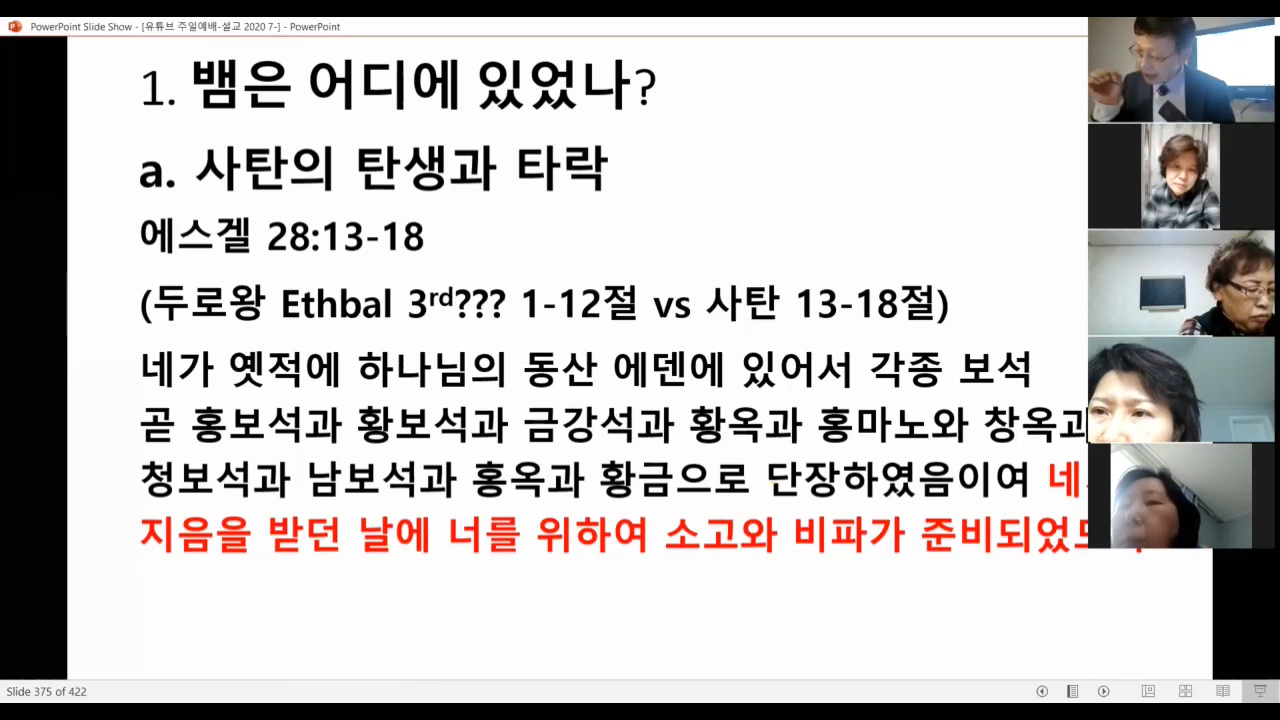 PowerPoint Slide Show - [유튜브 주일예배-설교 2020 7-] - PowerPoint
1. 뱀은 어디에 있었나?
a. 사탄의 탄생과 타락
에스겔 28:13-18
(두로왕 Ethbal 3rd??? 1-12절 vs 사탄 13-18절)
네가 옛적에 하나님의 동산 에덴에 있어서 각종 보석
곧 홍보석과 황보석과 금강석과 황옥과 홍마노와 창옥과
청보석과 남보석과 홍옥과 황금으로 단장하였음이여
지음을 받던 날에 너를 위하여 소고와 비파가
Slide 375 of 422